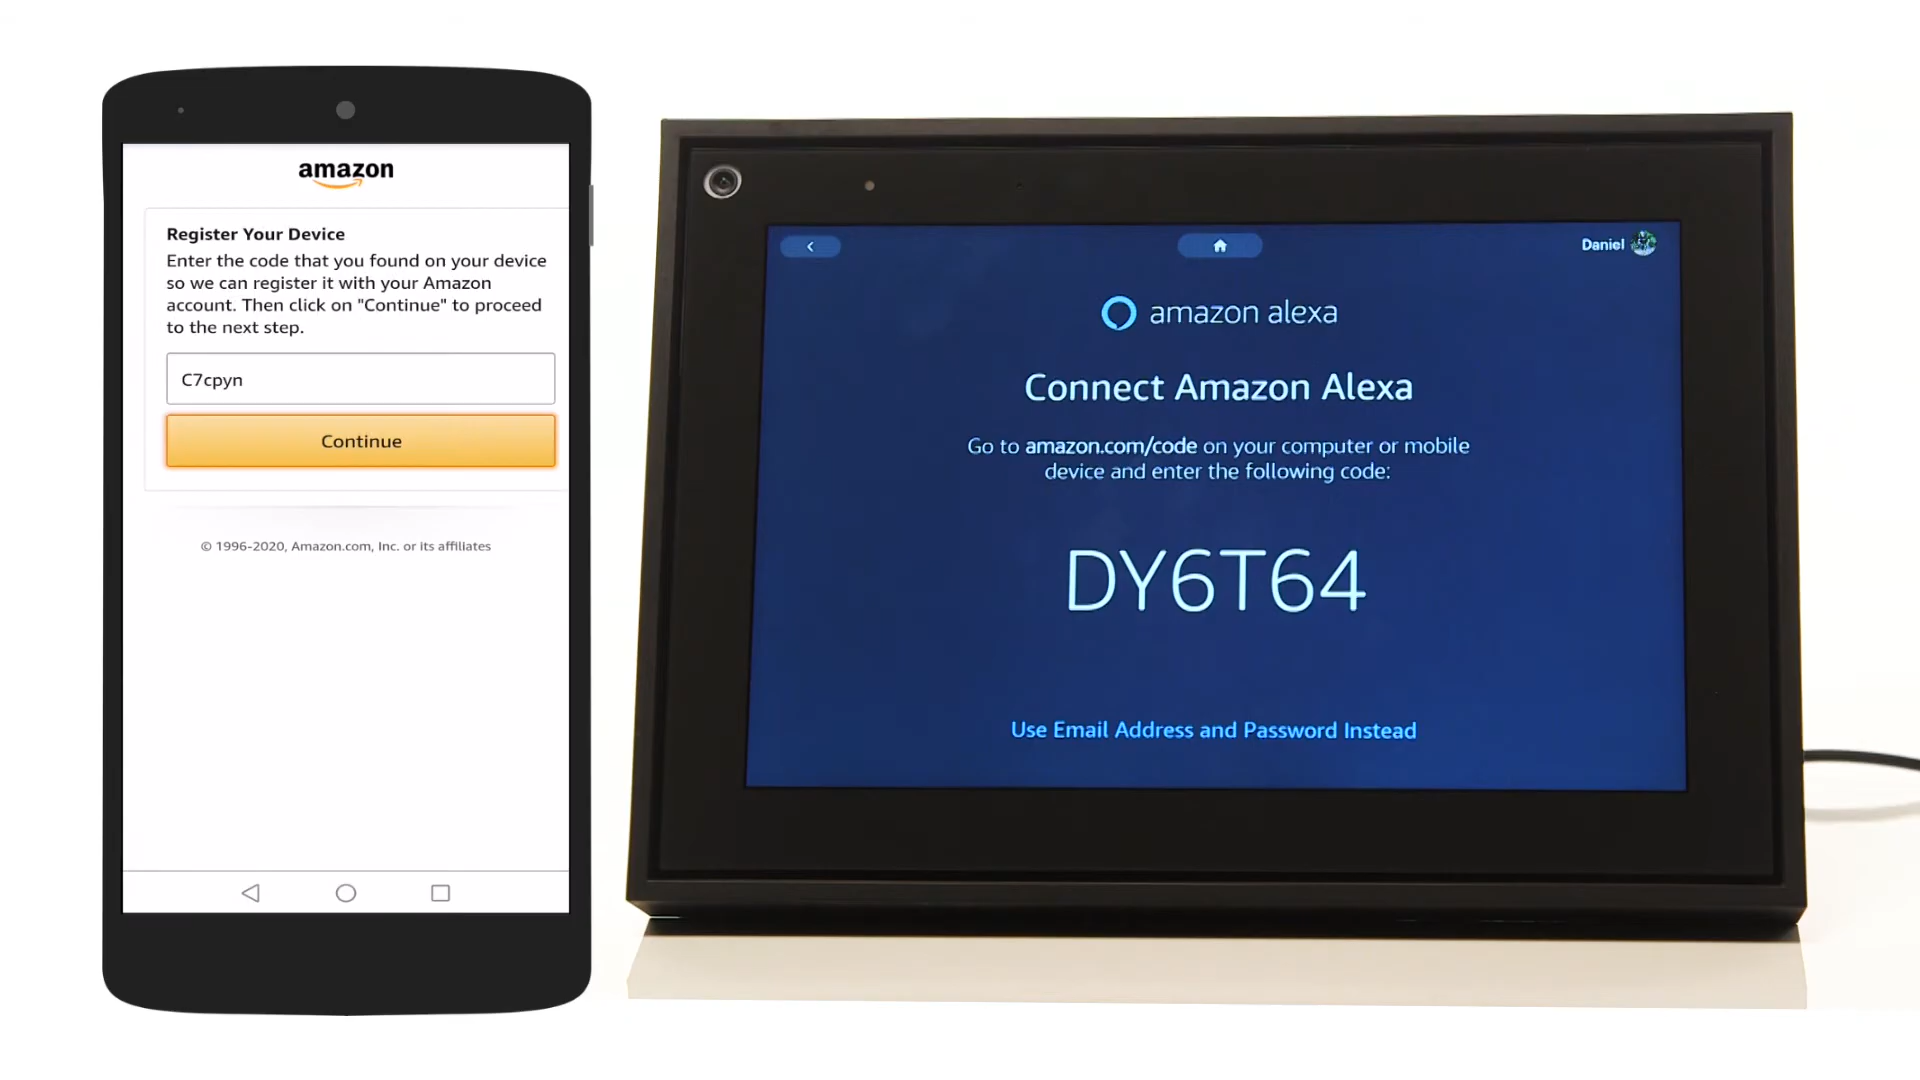 amazon
Register Your Device
Enter the code that you found on your device
so we can register it with your Amazon
account. Then click on "Continue" to proceed
to the next step.
C7cpyn
Continue
© 1996-2020, Amazon.com, Inc. or its affiliates
Daniel
amazon alexa
Connect Amazon Alexa
Go to amazon.com/code on your computer or mobile
device and enter the following code:
DY6T64
Use Email Address and Password Instead